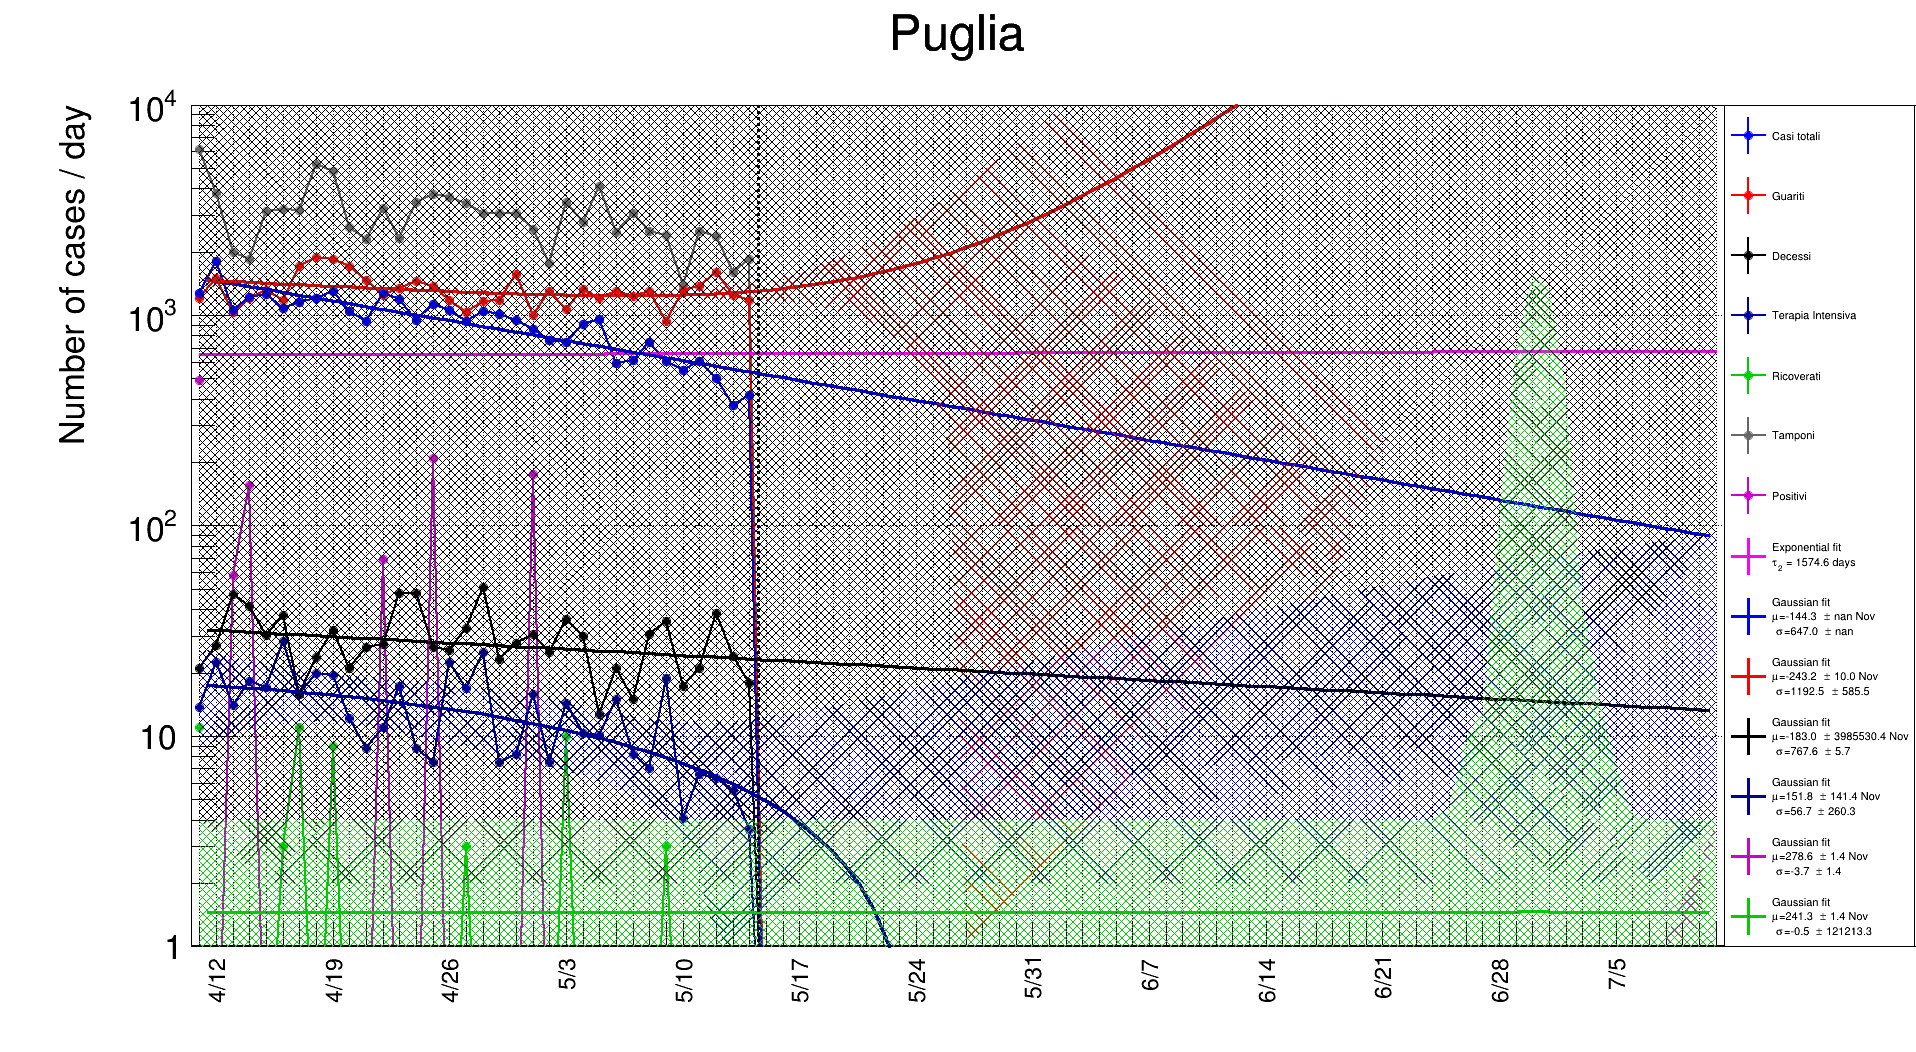 Puglia
Number of cases / day
10^4
10^3
10^2
10
1
4/12
4/19
4/26
5/3
5/10
5/17
5/24
5/31
6/7
6/14
6/21
6/28
7/5
Casi totali
Guariti
Decessi
Terapia Intensiva
Ricoverati
Tamponi
Positivi
Exponential fit
τ2 = 1574.6 days
Gaussian fit
μ=-144.3 ± nan Nov
σ=647.0 ± nan
Gaussian fit
μ=-243.2 ± 10.0 Nov
σ=1192.5 ± 585.5
Gaussian fit
μ=-183.0 ± 3985530.4 Nov
σ=767.6 ± 5.7
Gaussian fit
μ=151.8 ± 141.4 Nov
σ=56.7 ± 260.3
Gaussian fit
μ=278.6 ± 1.4 Nov
σ=-3.7 ± 1.4
Gaussian fit
μ=241.3 ± 1.4 Nov
σ=-0.5 ± 121213.3